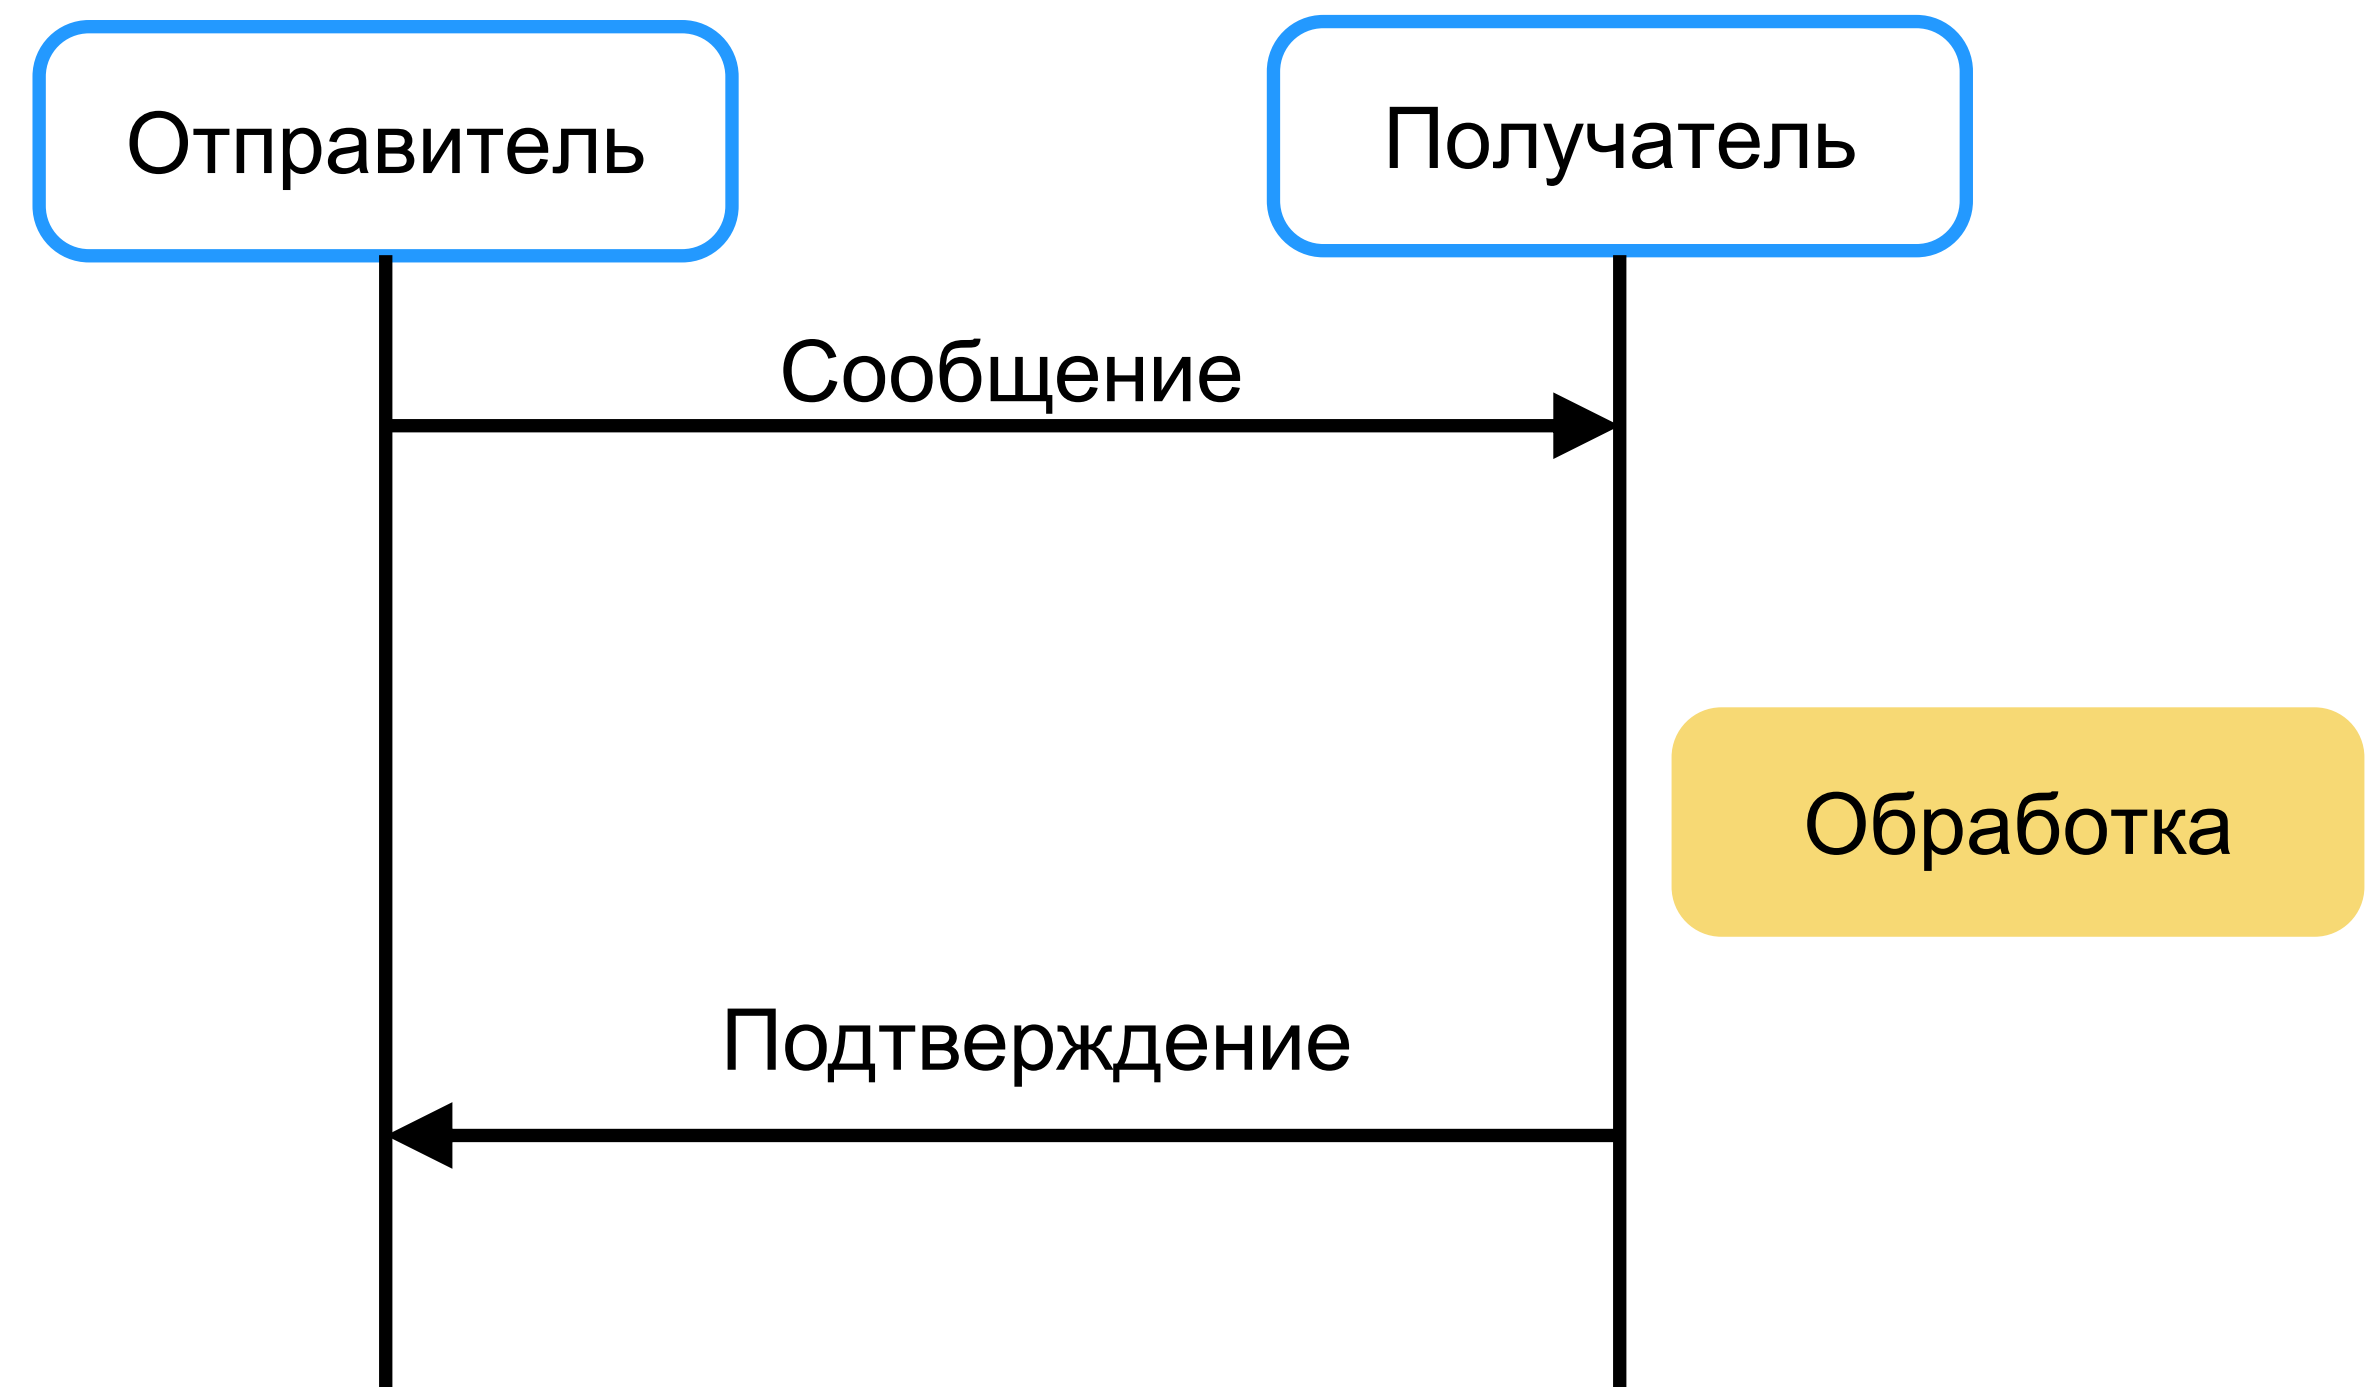 Отправитель
Получатель
Сообщение
Обработка
Подтверждение